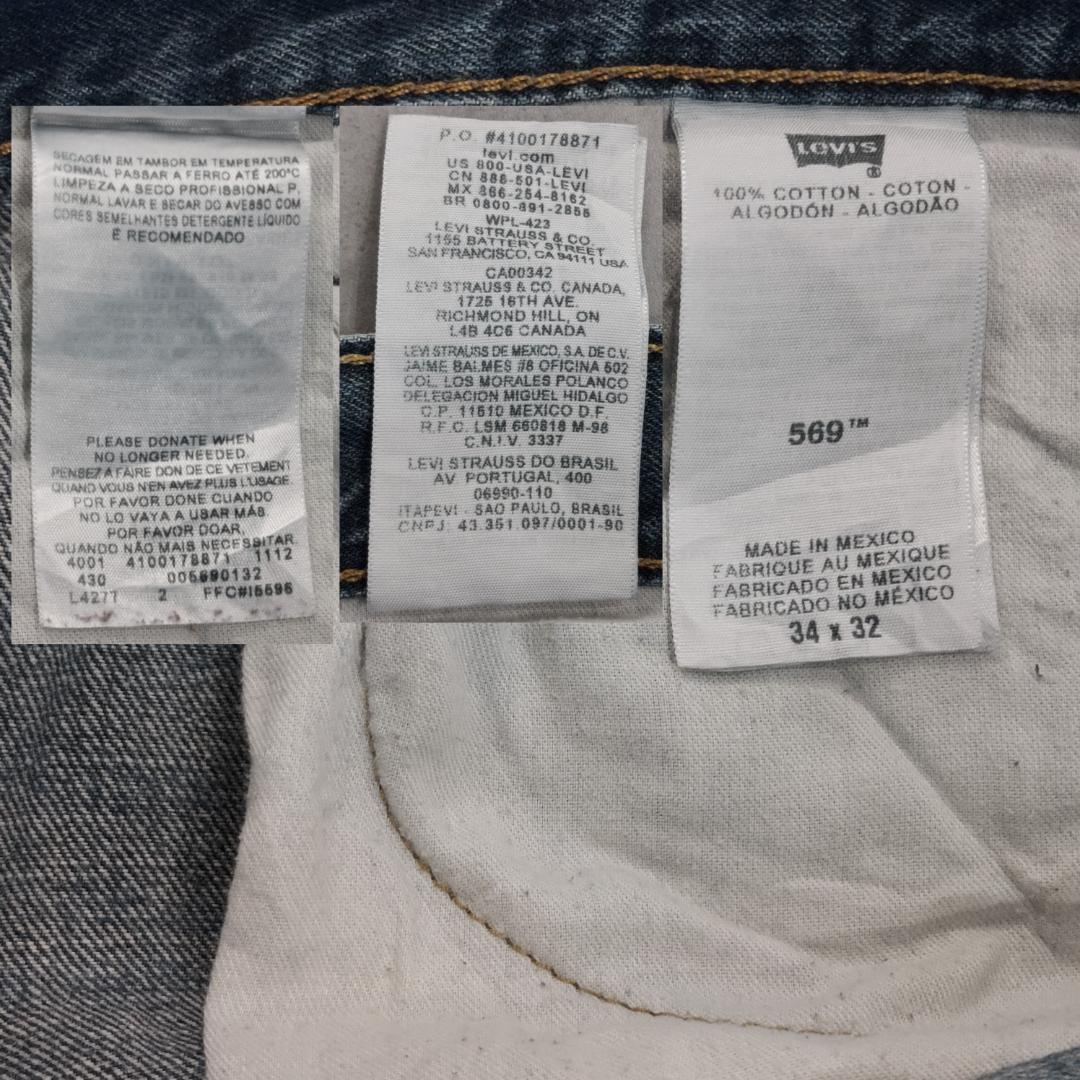 SECAGEM EM TAMBOR EM TEMPERATURA
NORMAL PASSAR A FERRO ATÉ 200°C
LIMPEZA A SECO PROFISSIONAL P,
NORMAL LAVAR E SECAR DO AVESSO COM
CORES SEMELHANTES DETERGENTE LÍQUIDO
É RECOMENDADO
PLEASE DONATE WHEN
NO LONGER NEEDED.
PENSEZ A FAIRE DON DE CE VETEMENT
QUAND VOUS N'EN AVEZ PLUS L'USAGE.
POR FAVOR DONE CUANDO
NO LO VAYA A USAR MÁS.
POR FAVOR DOAR,
QUANDO NÃO MAIS NECESSITAR.
4001 4100178871 1112
430 005690132
L4277 2 FFC#I5596
P.O. #4100178871
levi.com
US 800-USA-LEVI
CN 888-501-LEVI
MX 866-254-8162
BR 0800-891-2855
WPL-423
LEVI STRAUSS & CO.
1155 BATTERY STREET
SAN FRANCISCO, CA 94111 USA
CA00342
LEVI STRAUSS & CO. CANADA,
1725 16TH AVE.
RICHMOND HILL, ON
L4B 4C6 CANADA
LEVI STRAUSS DE MEXICO, S.A. DE C.V.
JAIME BALMES #8 OFICINA 602
COL. LOS MORALES POLANCO
DELEGACION MIGUEL HIDALGO
C.P. 11510 MEXICO D.F.
R.F.C. LSM 660818 M-98
C.N.I.V. 3337
LEVI STRAUSS DO BRASIL
AV. PORTUGAL, 400
06690-110
ITAPEVI - SAO PAULO, BRASIL
CNPJ: 43.351.097/0001-90
LEVI'S
®
100% COTTON - COTON -
ALGODÓN - ALGODÃO
569™
MADE IN MEXICO
FABRIQUE AU MEXIQUE
FABRICADO EN MEXICO
FABRICADO NO MÉXICO
34 x 32